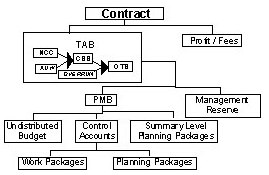 Contract
TAB
NCC
CBB
AUW
OVERRUN
OTB
Profit / Fees
PMB
Management
Reserve
Undistributed
Budget
Control
Accounts
Summary Level
Planning Packages
Work Packages
Planning Packages